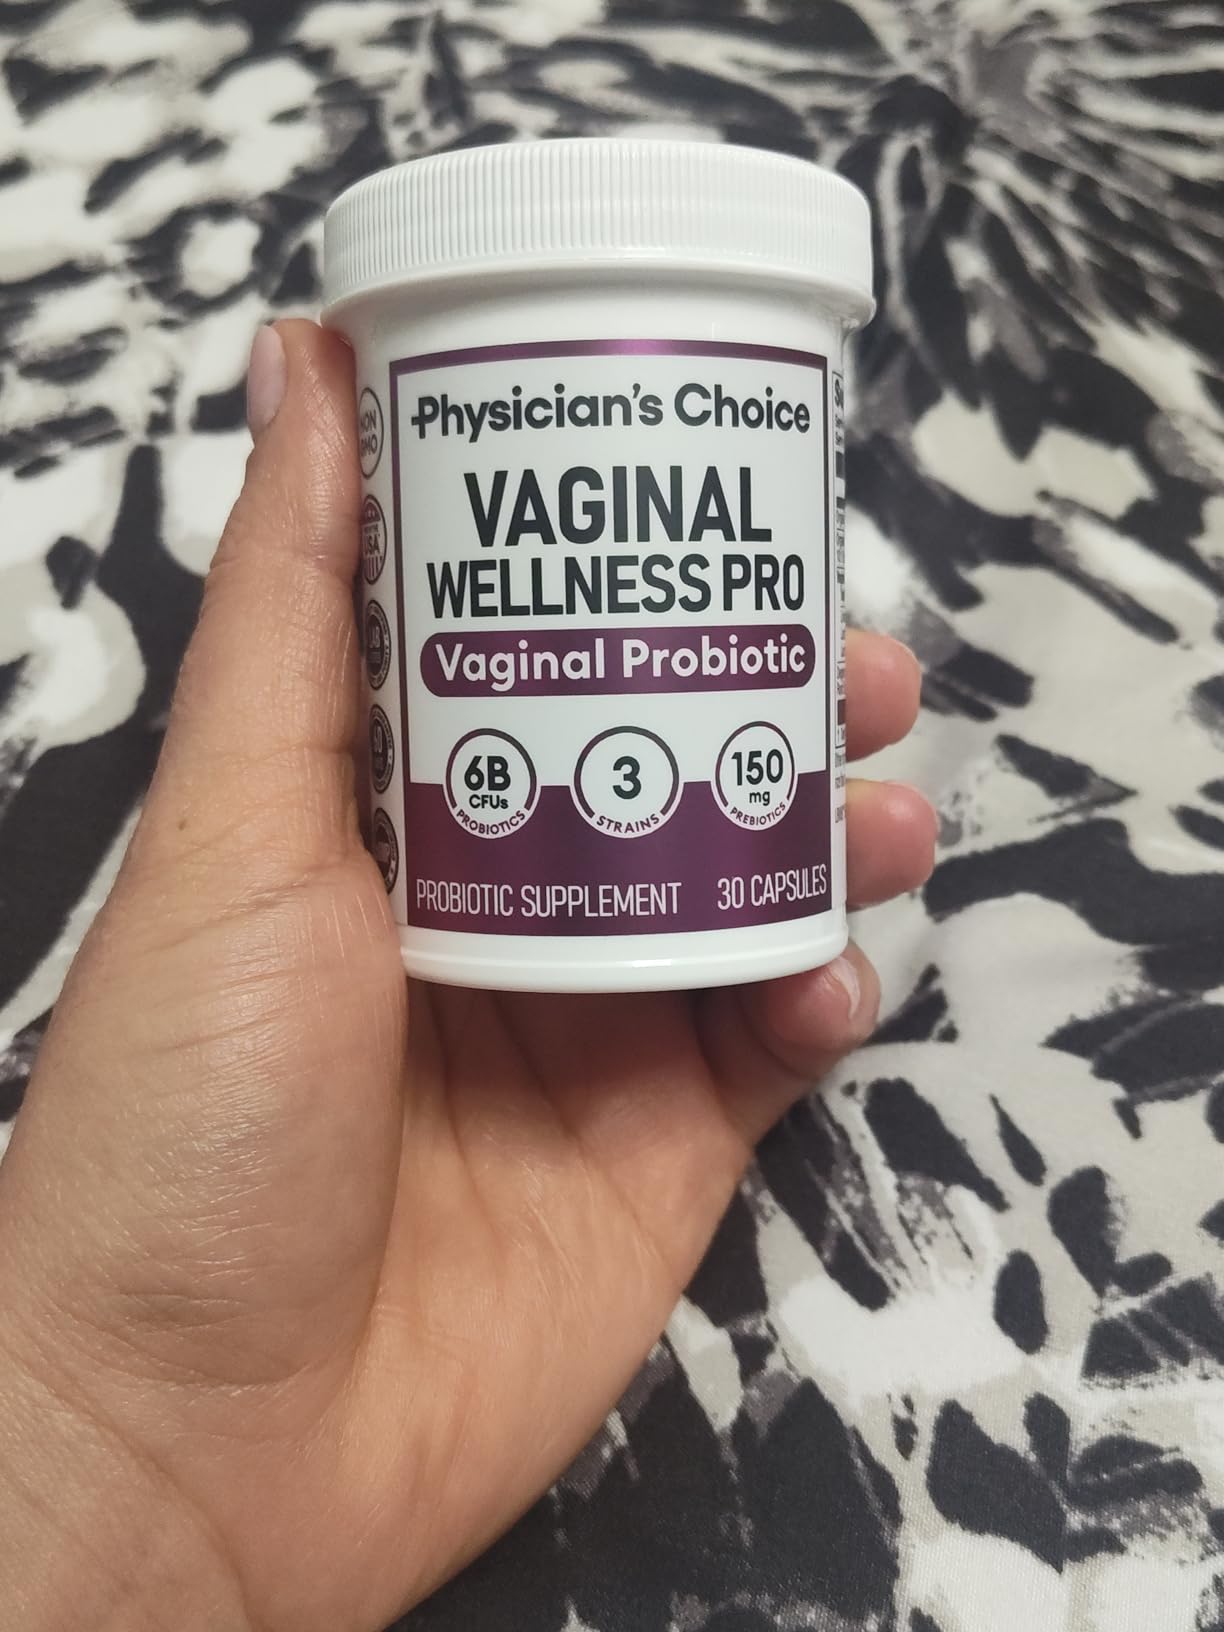 Physician's Choice
VAGINAL
WELLNESS PRO
Vaginal Probiotic
6B
CFUs
PROBIOTICS
3
STRAINS
150
mg
PREBIOTICS
PROBIOTIC SUPPLEMENT 30 CAPSULES
NON
GMO
USA
LAB